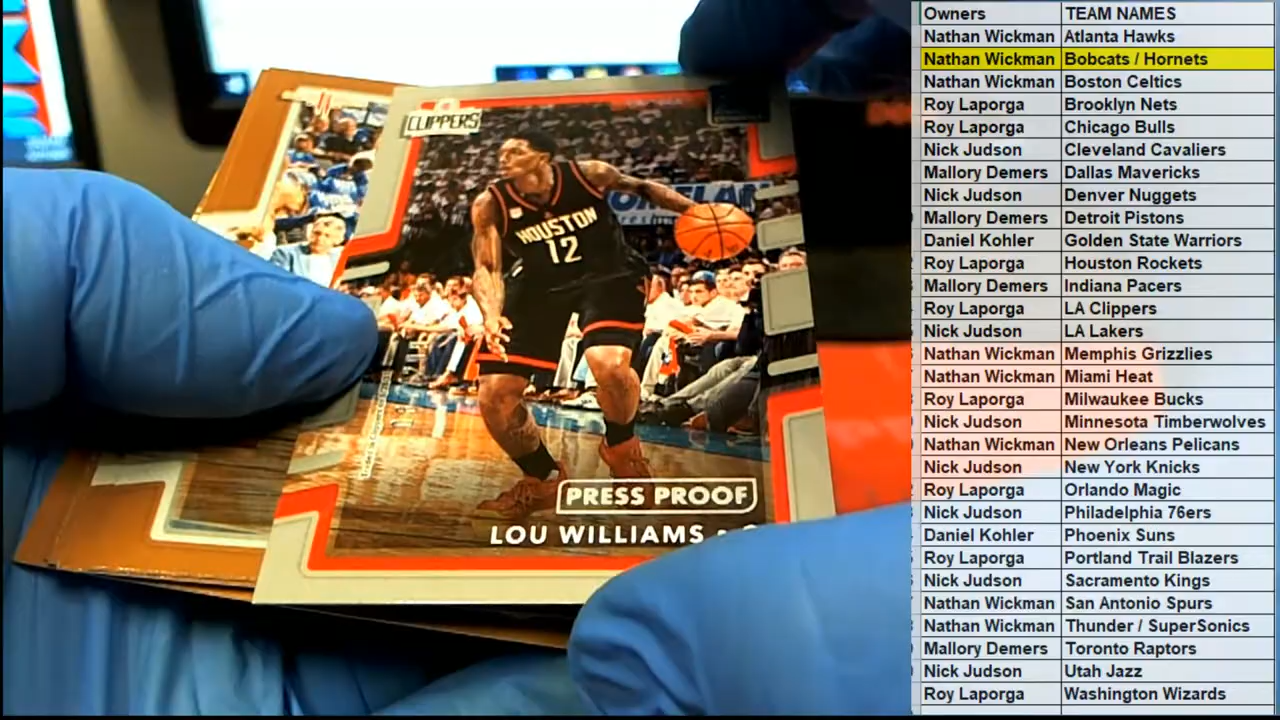 CLIPPERS
HOUSTON
12
PRESS PROOF
LOU WILLIAMS
Owners TEAM NAMES
Nathan Wickman Atlanta Hawks
Nathan Wickman Bobcats / Hornets
Nathan Wickman Boston Celtics
Roy Laporga Brooklyn Nets
Roy Laporga Chicago Bulls
Nick Judson Cleveland Cavaliers
Mallory Demers Dallas Mavericks
Nick Judson Denver Nuggets
Mallory Demers Detroit Pistons
Daniel Kohler Golden State Warriors
Roy Laporga Houston Rockets
Mallory Demers Indiana Pacers
Roy Laporga LA Clippers
Nick Judson LA Lakers
Nathan Wickman Memphis Grizzlies
Nathan Wickman Miami Heat
Roy Laporga Milwaukee Bucks
Nick Judson Minnesota Timberwolves
Nathan Wickman New Orleans Pelicans
Nick Judson New York Knicks
Roy Laporga Orlando Magic
Nick Judson Philadelphia 76ers
Daniel Kohler Phoenix Suns
Roy Laporga Portland Trail Blazers
Nick Judson Sacramento Kings
Nathan Wickman San Antonio Spurs
Nathan Wickman Thunder / SuperSonics
Mallory Demers Toronto Raptors
Nick Judson Utah Jazz
Roy Laporga Washington Wizards